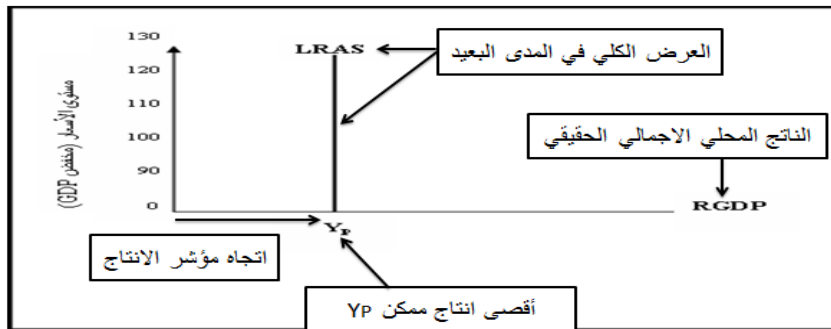 130
120
110
100
90
0
مستوى الأسعار (مخفض GDP)
LRAS
العرض الكلي في المدى البعيد
الناتج المحلي الاجمالي الحقيقي
RGDP
Y_P
اتجاه مؤشر الانتاج
أقصى انتاج ممكن YP